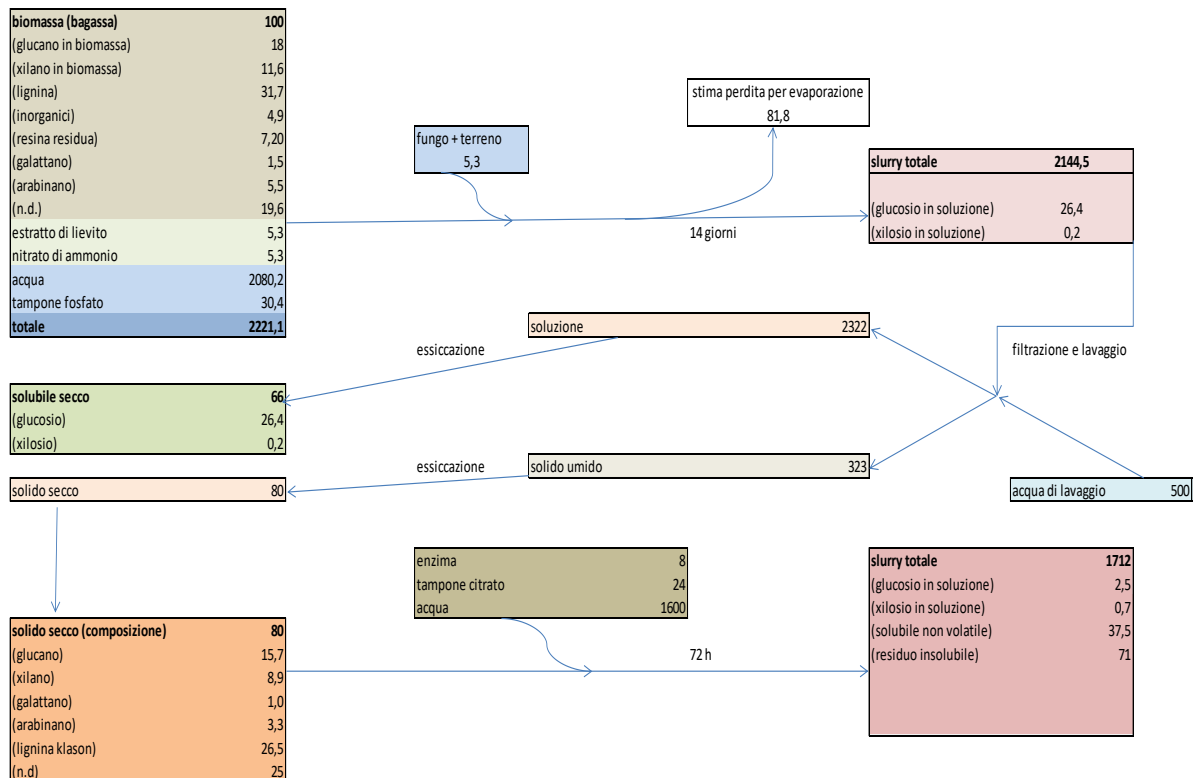 biomassa (bagassa) 100
(glucano in biomassa) 18
(xilano in biomassa) 11,6
(lignina) 31,7
(inorganici) 4,9
(resina residua) 7,20
(galattano) 1,5
(arabinano) 5,5
(n.d.) 19,6
estratto di lievito 5,3
nitrato di ammonio 5,3
acqua 2080,2
tampone fosfato 30,4
totale 2221,1
fungo + terreno
5,3
stima perdita per evaporazione
81,8
14 giorni
slurry totale 2144,5
(glucosio in soluzione) 26,4
(xilosio in soluzione) 0,2
filtrazione e lavaggio
soluzione 2322
essiccazione
solubile secco 66
(glucosio) 26,4
(xilosio) 0,2
solido umido 323
essiccazione
solido secco 80
acqua di lavaggio 500
enzima 8
tampone citrato 24
acqua 1600
72 h
slurry totale 1712
(glucosio in soluzione) 2,5
(xilosio in soluzione) 0,7
(solubile non volatile) 37,5
(residuo insolubile) 71
solido secco (composizione) 80
(glucano) 15,7
(xilano) 8,9
(galattano) 1,0
(arabinano) 3,3
(lignina klason) 26,5
(n.d) 25